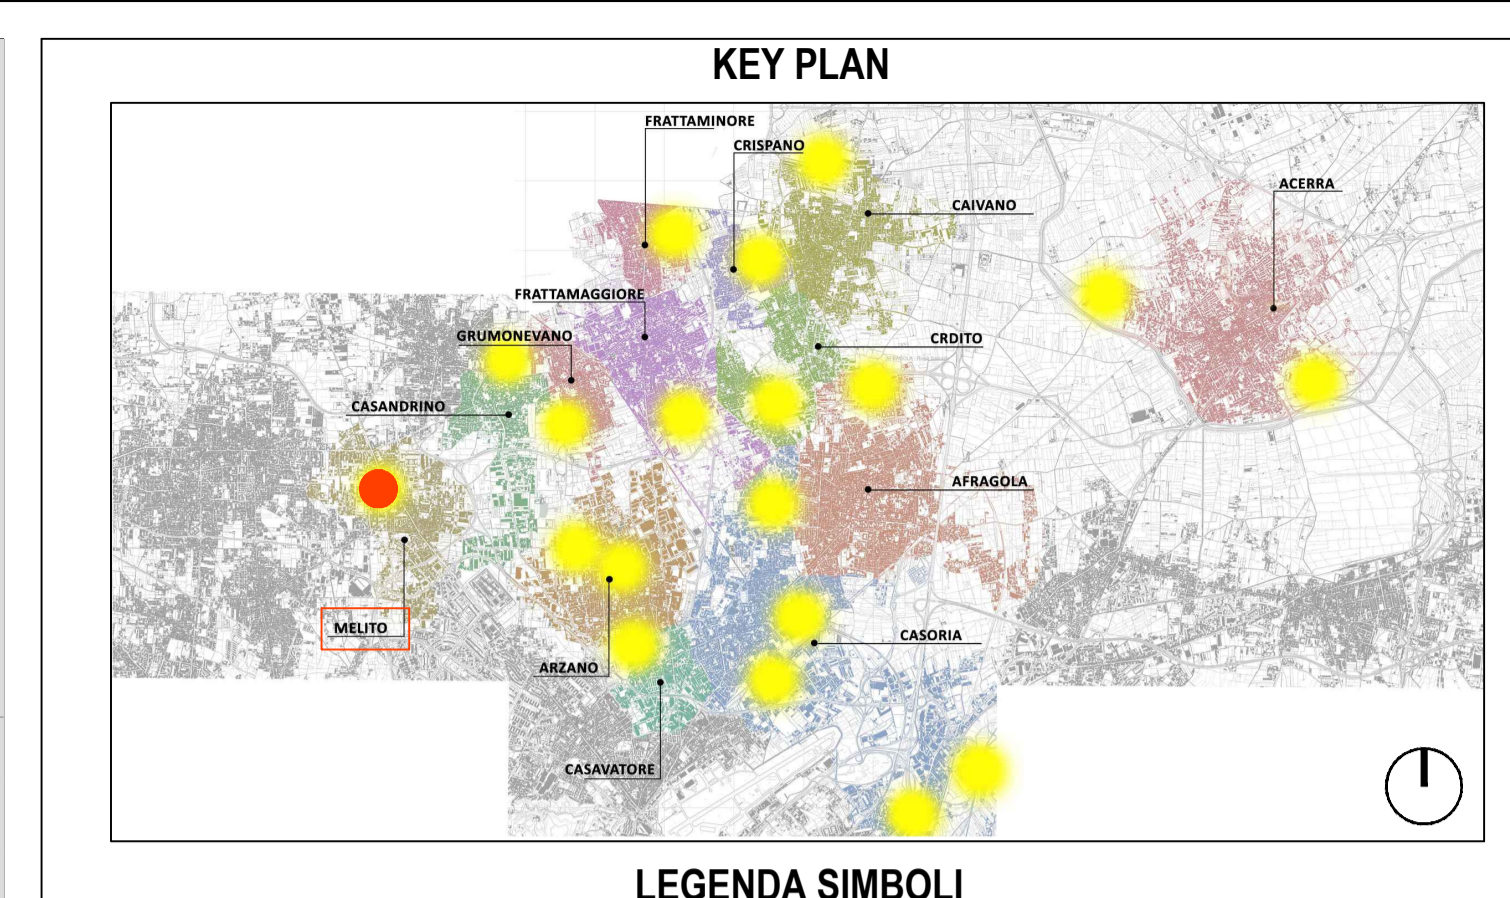 KEY PLAN
FRATTAMINORE
CRISPANO
ACERRA
CAIVANO
FRATTAMAGGIORE
GRUMONEVANO
CRDITO
CASANDRINO
AFRAGOLA
MELITO
CASORIA
ARZANO
CASAVATORE
LEGENDA SIMBOLI